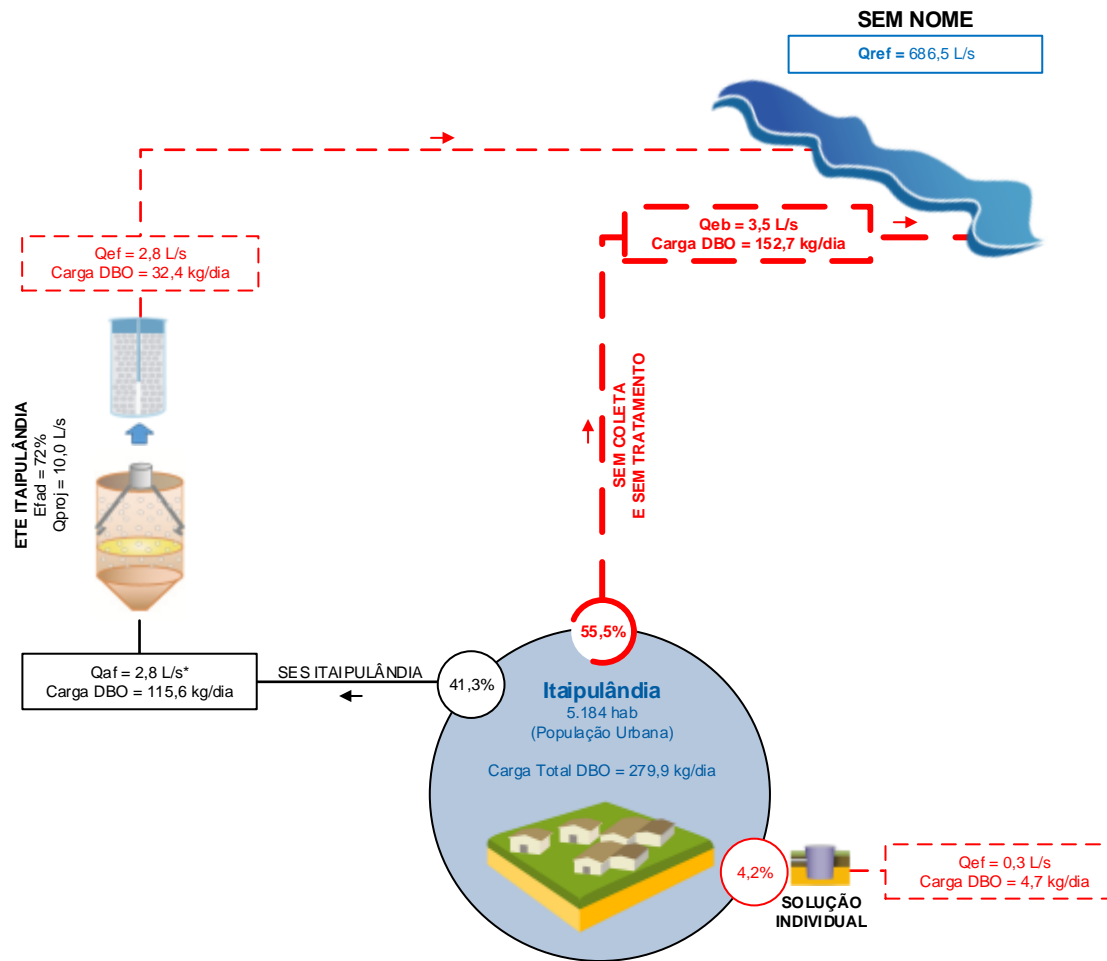 SEM NOME
Qref = 686,5 L/s
Qeb = 3,5 L/s
Carga DBO = 152,7 kg/dia
Qef = 2,8 L/s
Carga DBO = 32,4 kg/dia
ETE ITAIPULÂNDIA
Efad = 72%
Qproj = 10,0 L/s
SEM COLETA
E SEM TRATAMENTO
55,5%
Qaf = 2,8 L/s*
Carga DBO = 115,6 kg/dia
SES ITAIPULÂNDIA
41,3%
Itaipulândia
5.184 hab
(População Urbana)
Carga Total DBO = 279,9 kg/dia
4,2%
SOLUÇÃO
INDIVIDUAL
Qef = 0,3 L/s
Carga DBO = 4,7 kg/dia